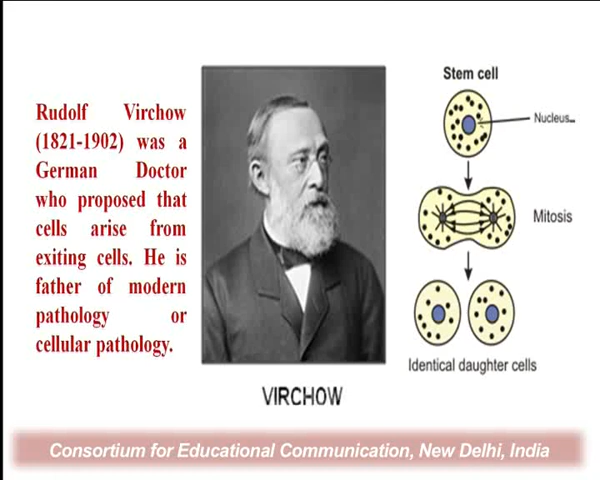 Rudolf Virchow
(1821-1902) was a
German Doctor
who proposed that
cells arise from
exiting cells. He is
father of modern
pathology or
cellular pathology.
VIRCHOW
Stem cell
Nucleus
Mitosis
Identical daughter cells
Consortium for Educational Communication, New Delhi, India